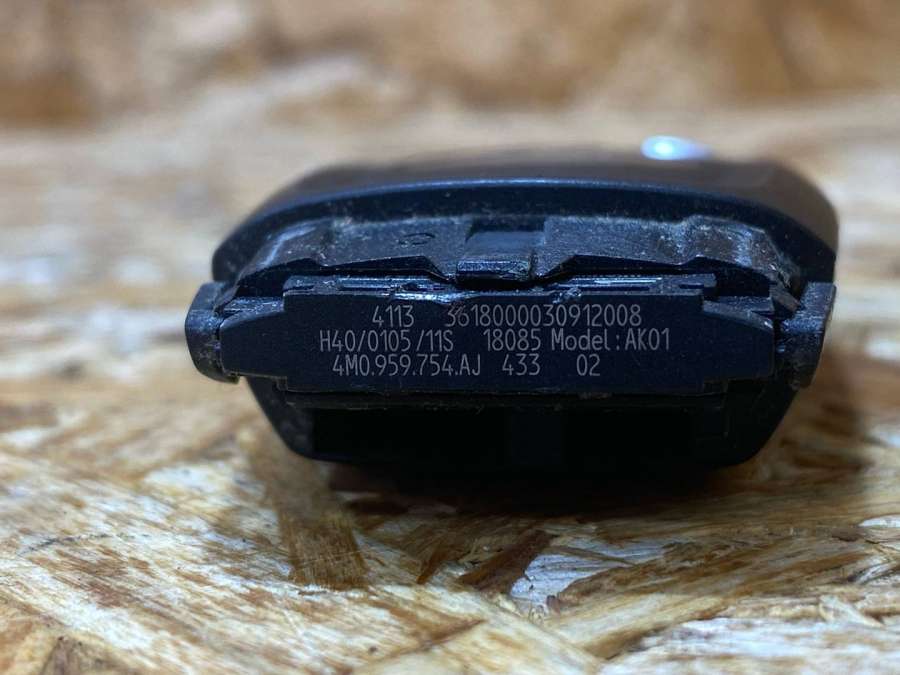 4113 3618000030912008
H40/0105/11S 18085 Model:AK01
4M0.959.754.AJ 433 02